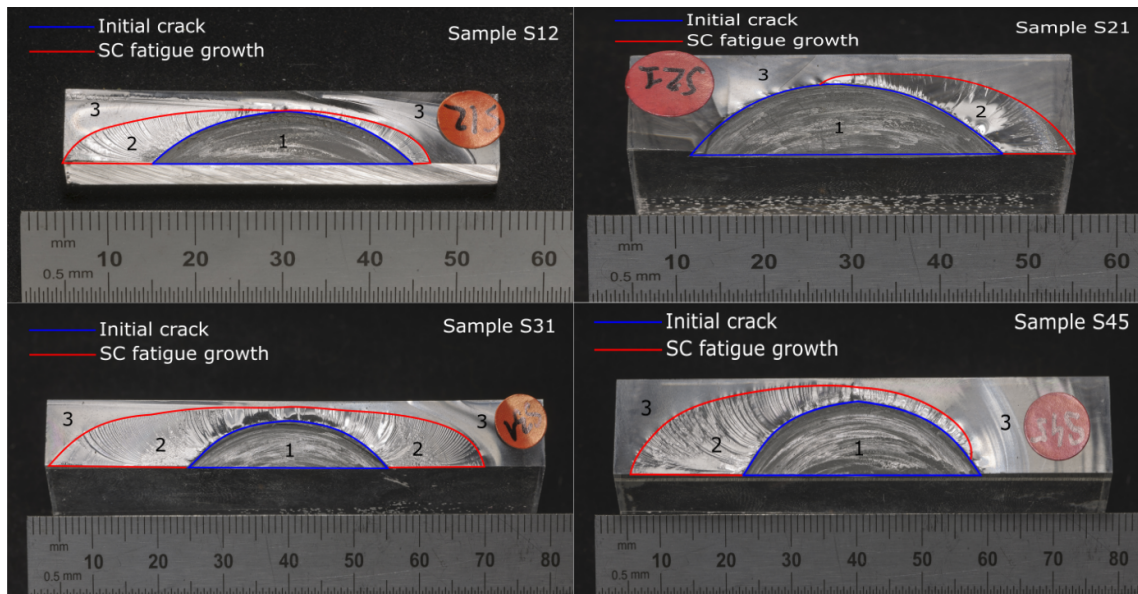 Initial crack
SC fatigue growth
Sample S12
3
3
S12
2
1
mm
10 20 30 40 50 60
0.5 mm
Initial crack
SC fatigue growth
Sample S21
S21
3
2
1
mm
10 20 30 40 50 60
0.5 mm
Initial crack
SC fatigue growth
Sample S31
3
3
2
2
1
mm
10 20 30 40 50 60 70 80
0.5 mm
Initial crack
SC fatigue growth
Sample S45
3
3
S45
2
1
mm
10 20 30 40 50 60 70 80
0.5 mm